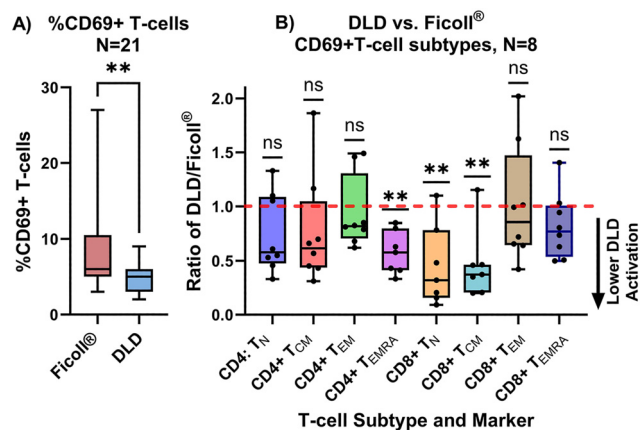 A)
%CD69+ T-cells
N=21
%CD69+ T-cells
30
20
10
0
**
Ficoll®
DLD
B)
DLD vs. Ficoll®
CD69+T-cell subtypes, N=8
Ratio of DLD/Ficoll®
2.0
1.5
1.0
0.5
0.0
ns
ns
ns
**
**
**
ns
ns
Lower DLD
Activation
CD4: TN
CD4+ TCM
CD4+ TEM
CD4+ TEMRA
CD8+ TN
CD8+ TCM
CD8+ TEM
CD8+ TEMRA
T-cell Subtype and Marker